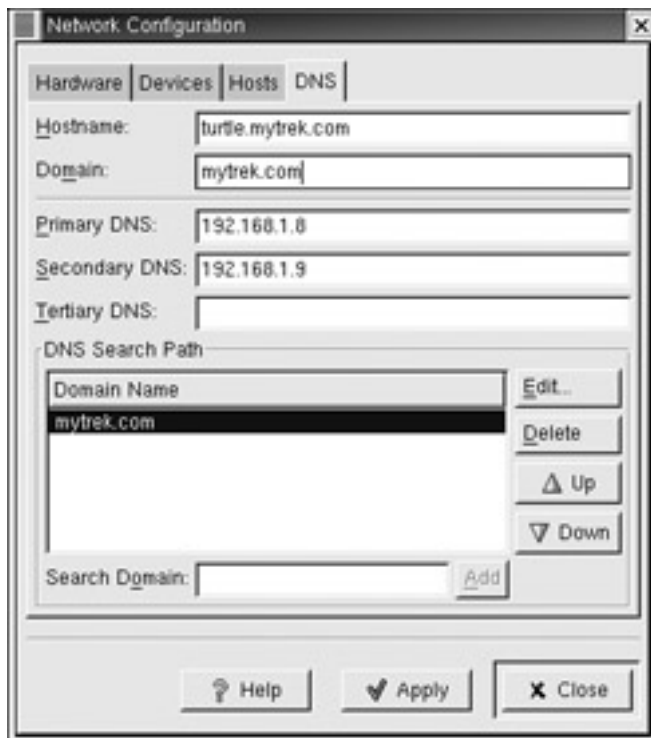 Network Configuration
Hardware Devices Hosts DNS
Hostname: turtle.mytrek.com
Domain: mytrek.com
Primary DNS: 192.168.1.8
Secondary DNS: 192.168.1.9
Tertiary DNS:
DNS Search Path
Domain Name
mytrek.com
Edit...
Delete
Up
Down
Search Domain: Add
Help Apply Close